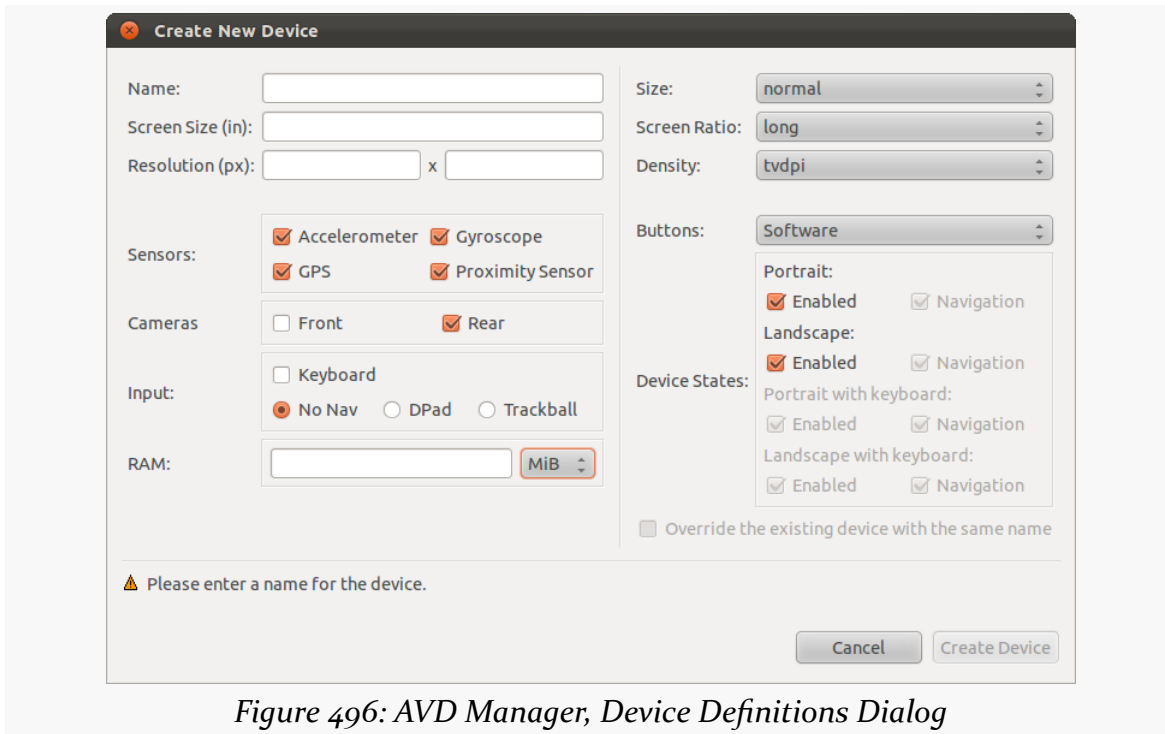 Create New Device
Name:
Screen Size (in):
Resolution (px): x
Sensors:
Accelerometer Gyroscope
GPS Proximity Sensor
Cameras
Front Rear
Input:
Keyboard
No Nav DPad Trackball
RAM: MiB
Size: normal
Screen Ratio: long
Density: tvdpi
Buttons: Software
Device States:
Portrait:
Enabled Navigation
Landscape:
Enabled Navigation
Portrait with keyboard:
Enabled Navigation
Landscape with keyboard:
Enabled Navigation
Override the existing device with the same name
Please enter a name for the device.
Cancel Create Device
Figure 496: AVD Manager, Device Definitions Dialog